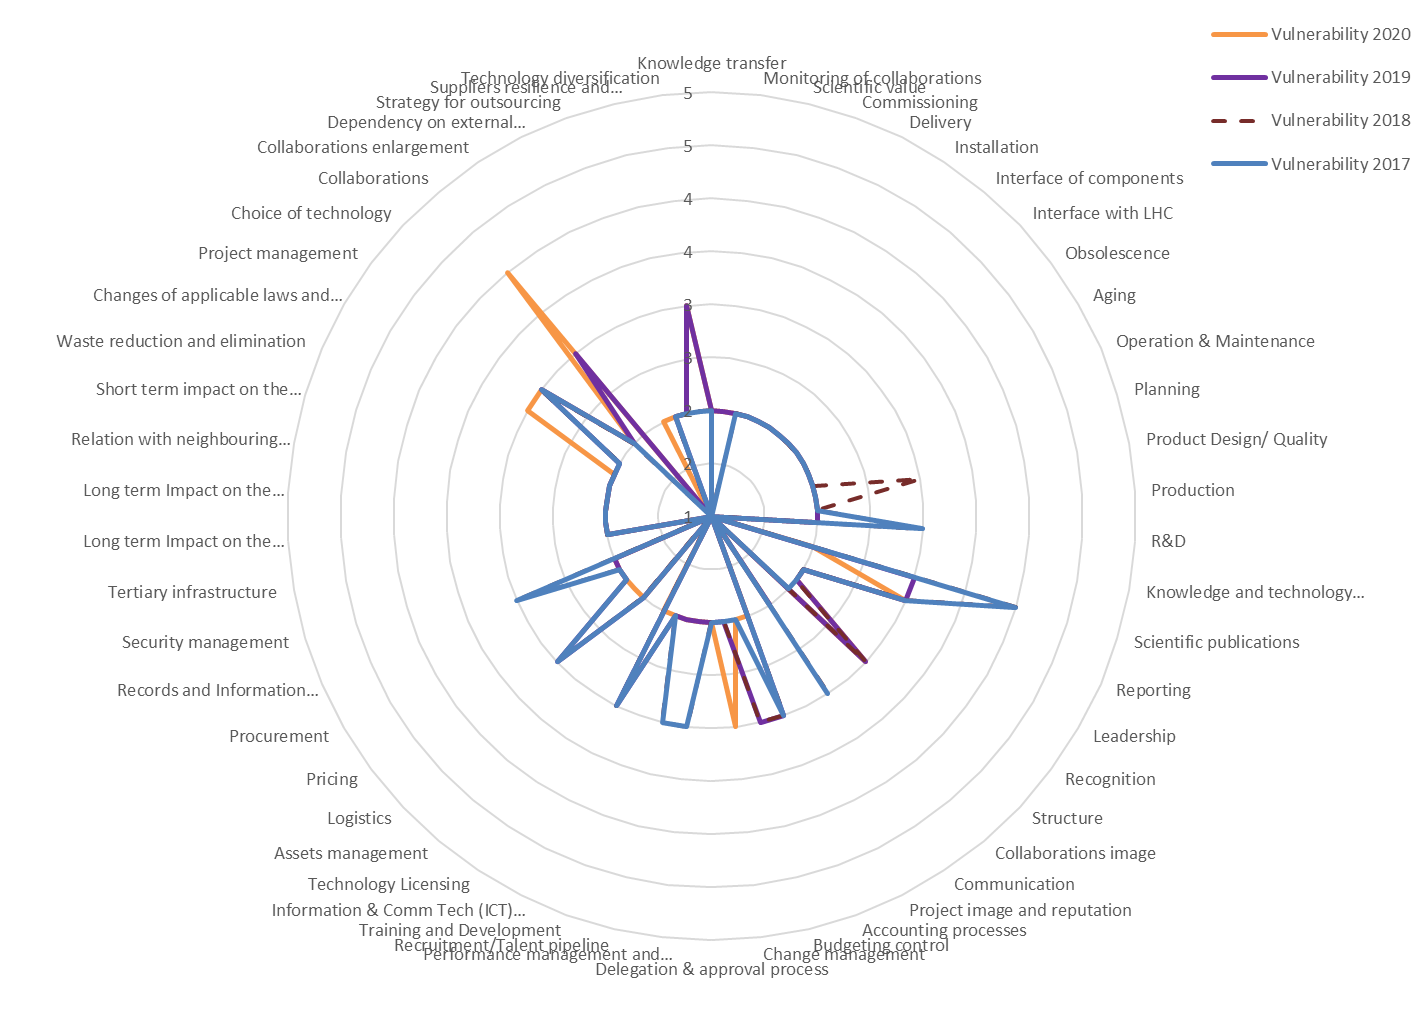 Vulnerability 2020
Vulnerability 2019
Vulnerability 2018
Vulnerability 2017
Knowledge transfer
Monitoring of collaborations
Scientific value
Commissioning
Delivery
Installation
Interface of components
Interface with LHC
Obsolescence
Aging
Operation & Maintenance
Planning
Product Design/ Quality
Production
R&D
Knowledge and technology...
Scientific publications
Reporting
Leadership
Recognition
Structure
Collaborations image
Communication
Project image and reputation
Accounting processes
Budgeting control
Change management
Delegation & approval process
Performance management and...
Recruitment/Talent pipeline
Training and Development
Information & Comm Tech (ICT)...
Technology Licensing
Assets management
Logistics
Pricing
Procurement
Records and Information...
Security management
Tertiary infrastructure
Long term Impact on the...
Long term Impact on the...
Relation with neighbouring...
Short term impact on the...
Waste reduction and elimination
Changes of applicable laws and...
Project management
Choice of technology
Collaborations
Collaborations enlargement
Dependency on external...
Strategy for outsourcing
Suppliers resilience and...
Technology diversification
5
5
4
4
3
3
2
2
1